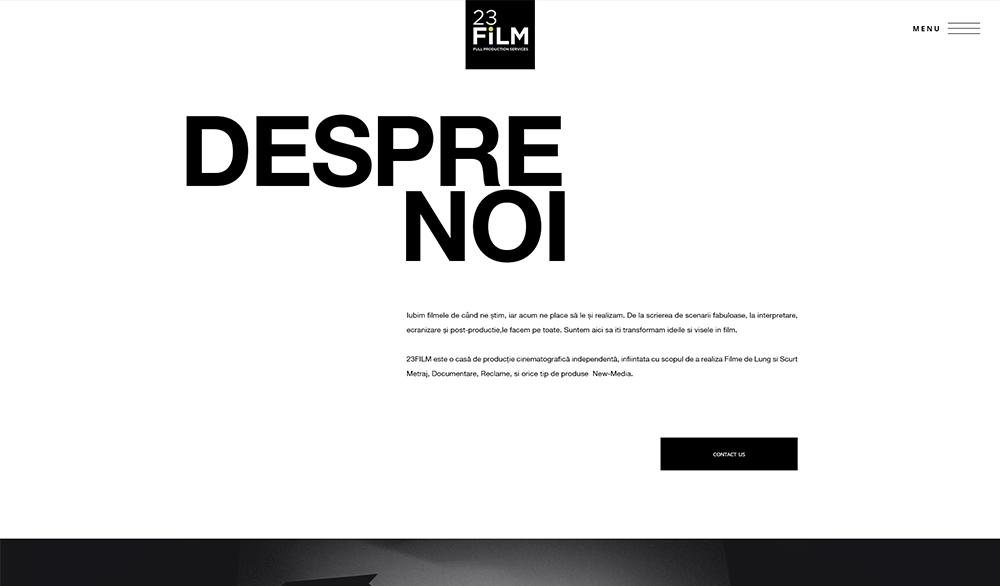 23
FiLM
FULL PRODUCTION SERVICES
MENU
DESPRE
NOI
Iubim filmele de când ne știm, iar acum ne place să le și realizam. De la scrierea de scenarii fabuloase, la interpretare,
ecranizare și post-productie,le facem pe toate. Suntem aici sa iti transformam ideile si visele in film.
23FILM este o casă de producție cinematografică independentă, infiintata cu scopul de a realiza Filme de Lung si Scurt
Metraj, Documentare, Reclame, si orice tip de produse New-Media.
CONTACT US